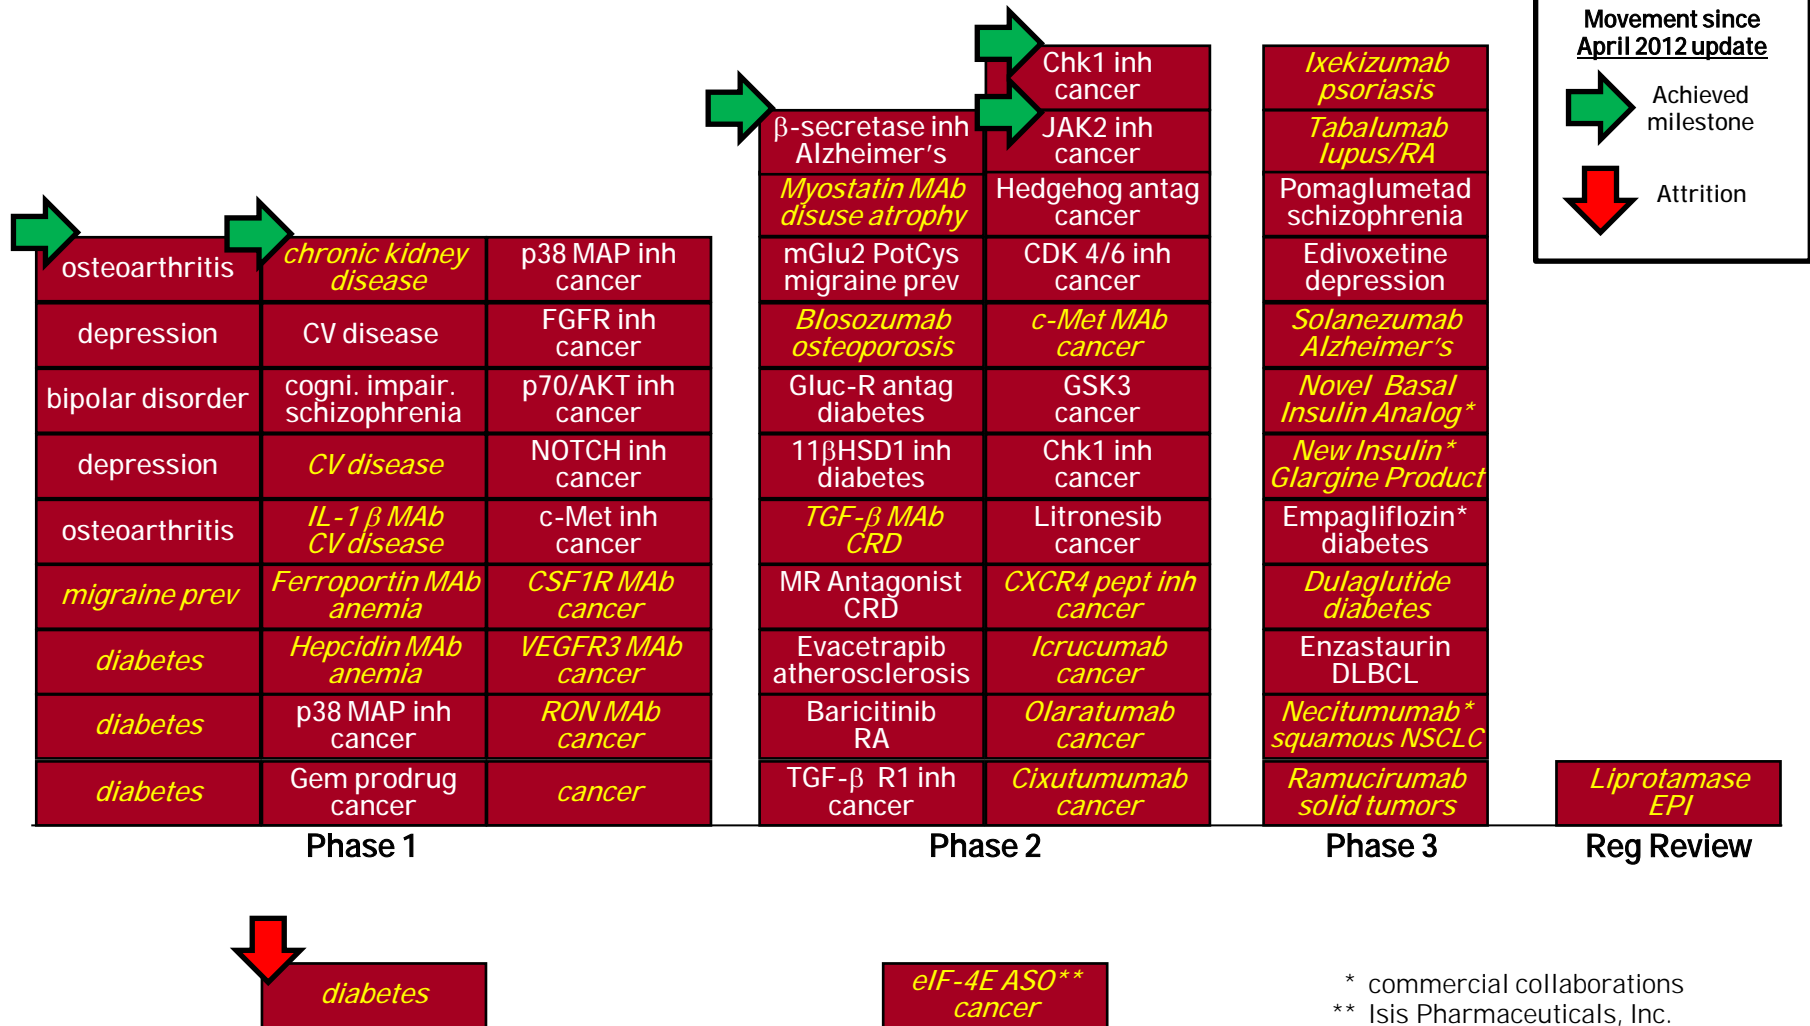 Movement since
April 2012 update
Achieved
milestone
Attrition
osteoarthritis
depression
bipolar disorder
depression
osteoarthritis
migraine prev
diabetes
diabetes
diabetes
chronic kidney
disease
CV disease
cogni. impair.
schizophrenia
CV disease
IL-1 β MAb
CV disease
Ferroportin MAb
anemia
Hepcidin MAb
anemia
p38 MAP inh
cancer
Gem prodrug
cancer
p38 MAP inh
cancer
FGFR inh
cancer
p70/AKT inh
cancer
NOTCH inh
cancer
c-Met inh
cancer
CSF1R MAb
cancer
VEGFR3 MAb
cancer
RON MAb
cancer
cancer
Phase 1
β-secretase inh
Alzheimer's
Myostatin MAb
disuse atrophy
mGlu2 PotCys
migraine prev
Blosozumab
osteoporosis
Gluc-R antag
diabetes
11βHSD1 inh
diabetes
TGF-β MAb
CRD
MR Antagonist
CRD
Evacetrapib
atherosclerosis
Baricitinib
RA
TGF-β R1 inh
cancer
Chk1 inh
cancer
JAK2 inh
cancer
Hedgehog antag
cancer
CDK 4/6 inh
cancer
c-Met MAb
cancer
GSK3
cancer
Chk1 inh
cancer
Litronesib
cancer
CXCR4 pept inh
cancer
Icrucumab
cancer
Olaratumab
cancer
Cixutumumab
cancer
Phase 2
Ixekizumab
psoriasis
Tabalumab
lupus/RA
Pomaglumetad
schizophrenia
Edivoxetine
depression
Solanezumab
Alzheimer's
Novel Basal
Insulin Analog*
New Insulin*
Glargine Product
Empagliflozin*
diabetes
Dulaglutide
diabetes
Enzastaurin
DLBCL
Necitumumab*
squamous NSCLC
Ramucirumab
solid tumors
Phase 3
Liprotamase
EPI
Reg Review
diabetes
eIF-4E ASO**
cancer
* commercial collaborations
** Isis Pharmaceuticals, Inc.